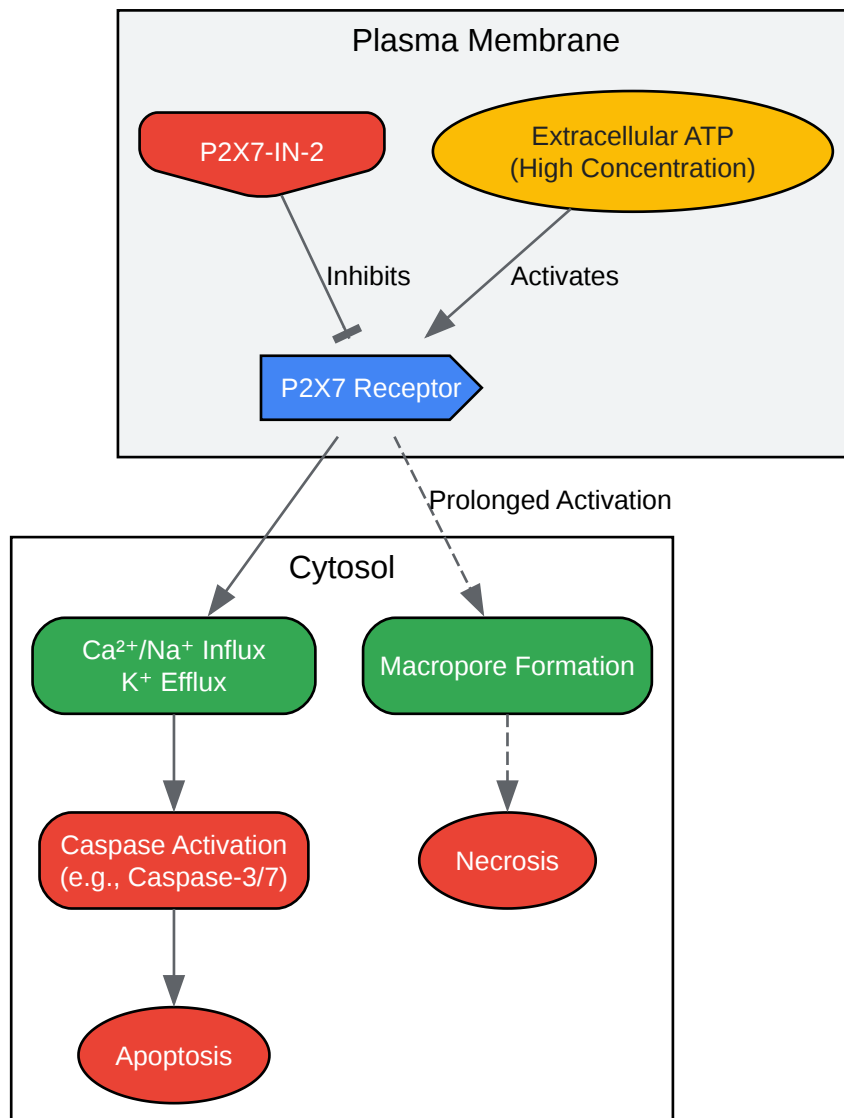 Plasma Membrane
P2X7-IN-2
Extracellular ATP
(High Concentration)
Inhibits
Activates
P2X7 Receptor
Prolonged Activation
Cytosol
Ca²⁺/Na⁺ Influx
K⁺ Efflux
Macropore Formation
Caspase Activation
(e.g., Caspase-3/7)
Necrosis
Apoptosis